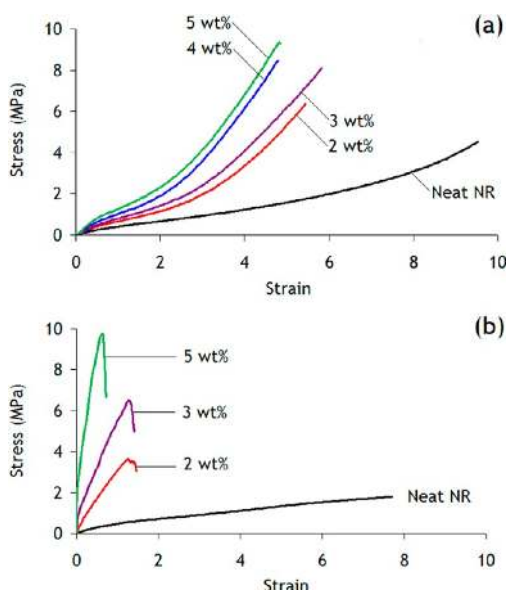 (a)
10
8
6
4
2
0
Stress (MPa)
5 wt%
4 wt%
3 wt%
2 wt%
Neat NR
0 2 4 6 8 10
Strain
(b)
10
8
6
4
2
0
Stress (MPa)
5 wt%
3 wt%
2 wt%
Neat NR
0 2 4 6 8 10
Strain